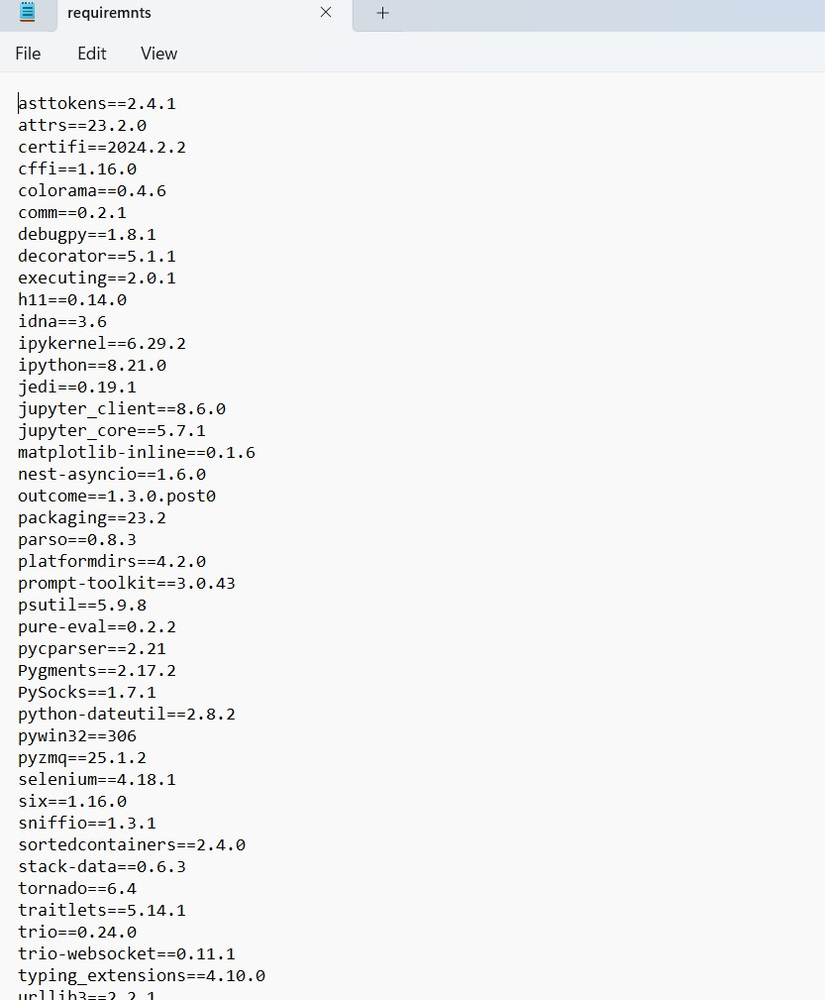 requiremnts
File Edit View
asttokens==2.4.1
attrs==23.2.0
certifi==2024.2.2
cffi==1.16.0
colorama==0.4.6
comm==0.2.1
debugpy==1.8.1
decorator==5.1.1
executing==2.0.1
h11==0.14.0
idna==3.6
ipykernel==6.29.2
ipython==8.21.0
jedi==0.19.1
jupyter_client==8.6.0
jupyter_core==5.7.1
matplotlib-inline==0.1.6
nest-asyncio==1.6.0
outcome==1.3.0.post0
packaging==23.2
parso==0.8.3
platformdirs==4.2.0
prompt-toolkit==3.0.43
psutil==5.9.8
pure-eval==0.2.2
pycparser==2.21
Pygments==2.17.2
PySocks==1.7.1
python-dateutil==2.8.2
pywin32==306
pyzmq==25.1.2
selenium==4.18.1
six==1.16.0
sniffio==1.3.1
sortedcontainers==2.4.0
stack-data==0.6.3
tornado==6.4
traitlets==5.14.1
trio==0.24.0
trio-websocket==0.11.1
typing_extensions==4.10.0
urllib3==2.2.1